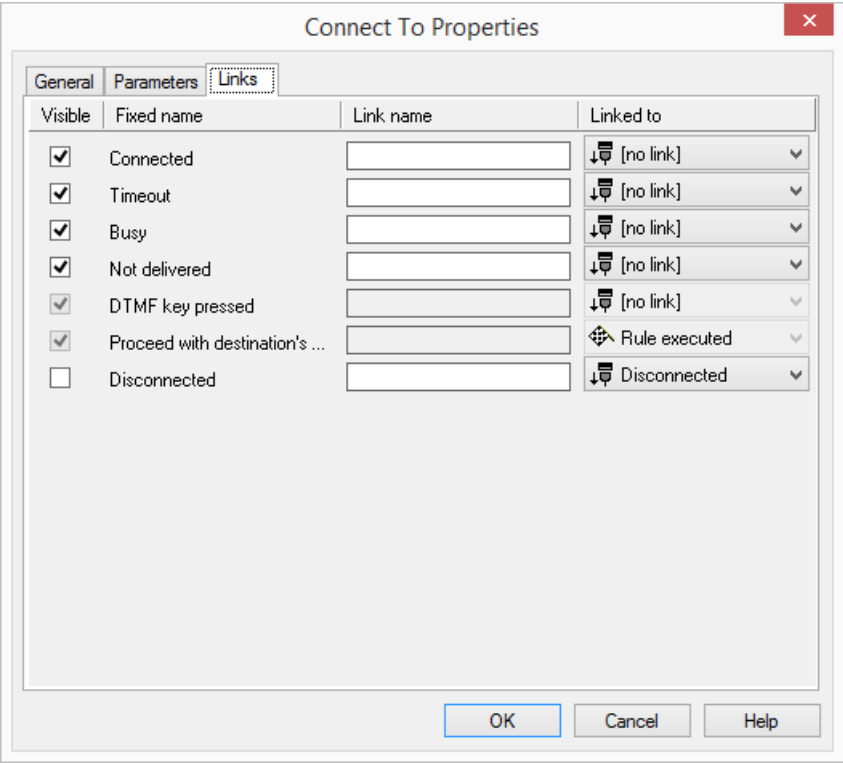 Connect To Properties
General Parameters Links
Visible Fixed name Link name Linked to
Connected [no link]
Timeout [no link]
Busy [no link]
Not delivered [no link]
DTMF key pressed [no link]
Proceed with destination's ... Rule executed
Disconnected Disconnected
OK Cancel Help